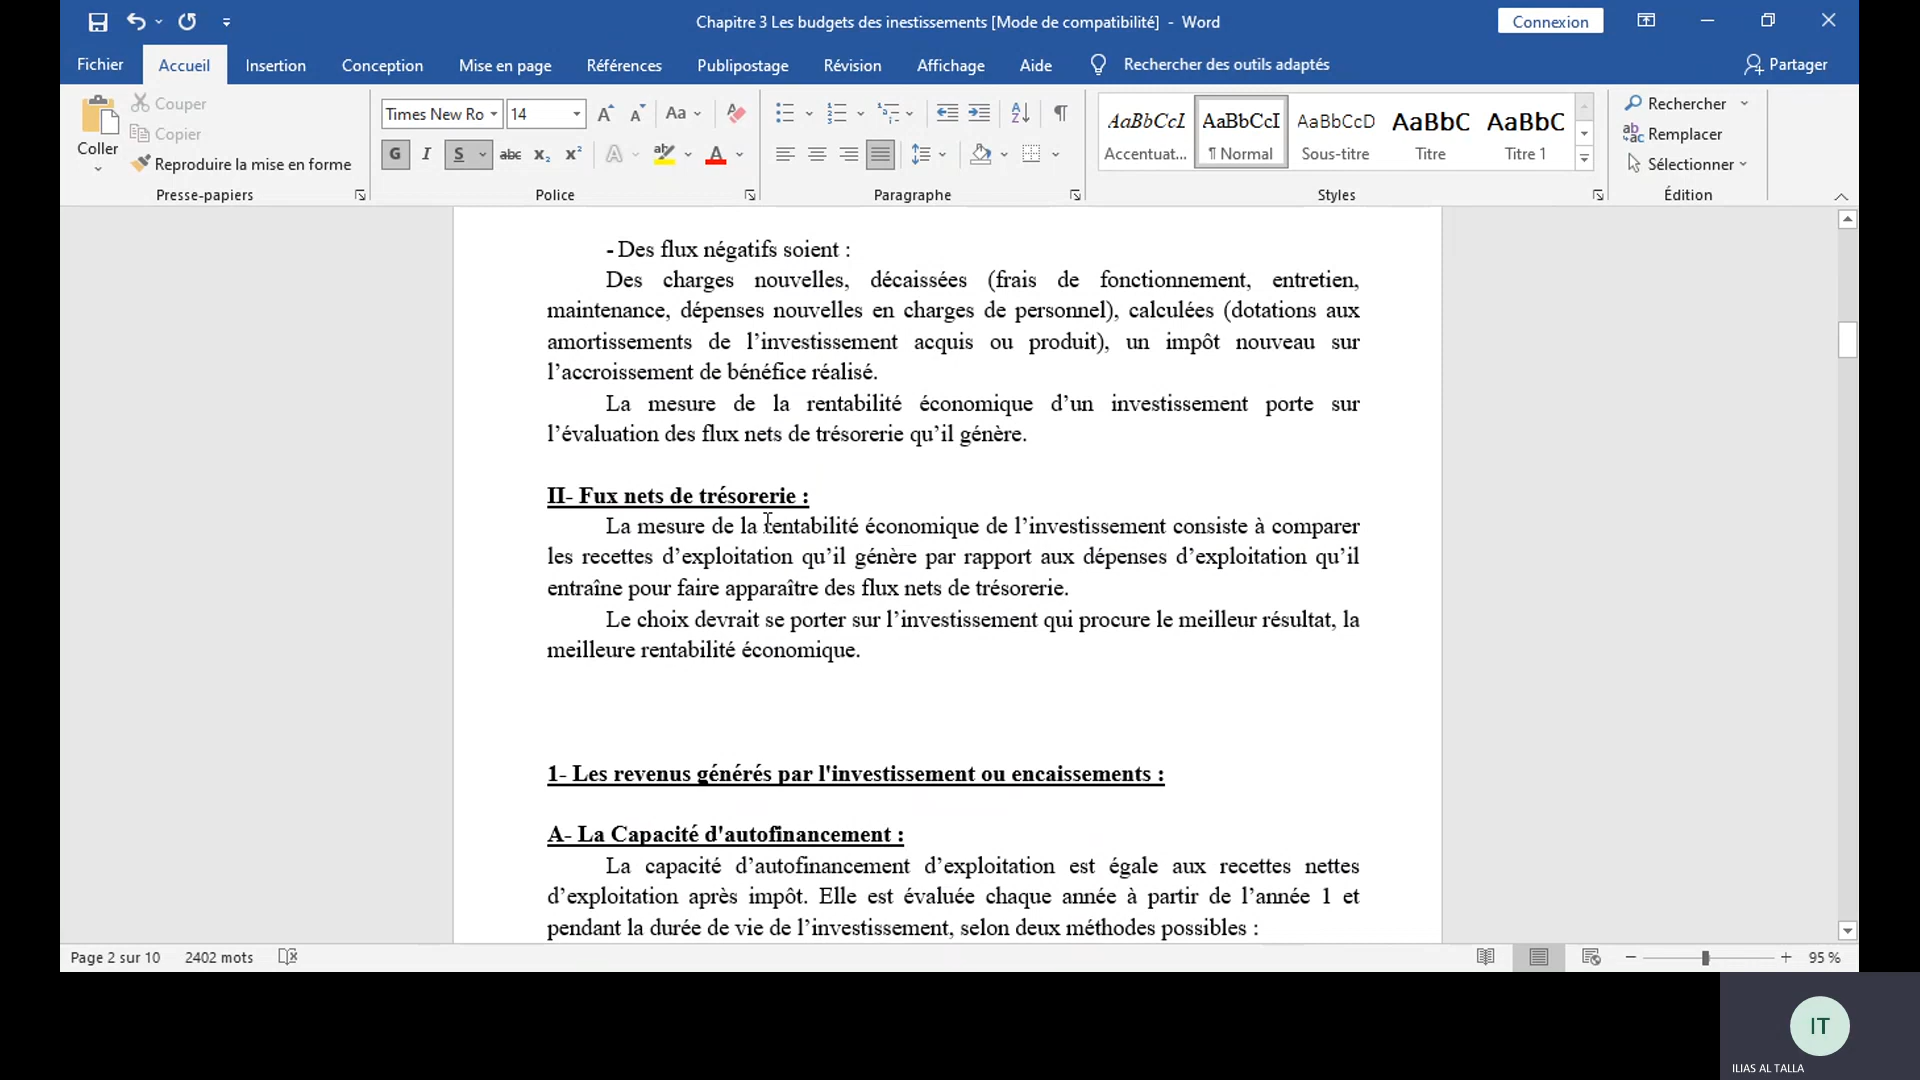 Chapitre 3 Les budgets des inestissements [Mode de compatibilité] - Word
Connexion
Fichier Accueil Insertion Conception Mise en page Références Publipostage Révision Affichage Aide Rechercher des outils adaptés Partager
Coller
Couper
Copier
Reproduire la mise en forme
Presse-papiers
Times New Ro 14
G I S abc x₂ x²
Police
Paragraphe
AaBbCcI AaBbCcI AaBbCcD AaBbC AaBbC
Accentuat... ¶ Normal Sous-titre Titre Titre 1
Styles
Rechercher
Remplacer
Sélectionner
Édition
- Des flux négatifs soient :
Des charges nouvelles, décaissées (frais de fonctionnement, entretien,
maintenance, dépenses nouvelles en charges de personnel), calculées (dotations aux
amortissements de l’investissement acquis ou produit), un impôt nouveau sur
l’accroissement de bénéfice réalisé.
La mesure de la rentabilité économique d’un investissement porte sur
l’évaluation des flux nets de trésorerie qu’il génère.
II- Fux nets de trésorerie :
La mesure de la rentabilité économique de l’investissement consiste à comparer
les recettes d’exploitation qu’il génère par rapport aux dépenses d’exploitation qu’il
entraîne pour faire apparaître des flux nets de trésorerie.
Le choix devrait se porter sur l’investissement qui procure le meilleur résultat, la
meilleure rentabilité économique.
1- Les revenus générés par l'investissement ou encaissements :
A- La Capacité d'autofinancement :
La capacité d’autofinancement d’exploitation est égale aux recettes nettes
d’exploitation après impôt. Elle est évaluée chaque année à partir de l’année 1 et
pendant la durée de vie de l’investissement, selon deux méthodes possibles :
Page 2 sur 10 2402 mots 95 %
IT
ILIAS AL TALLA